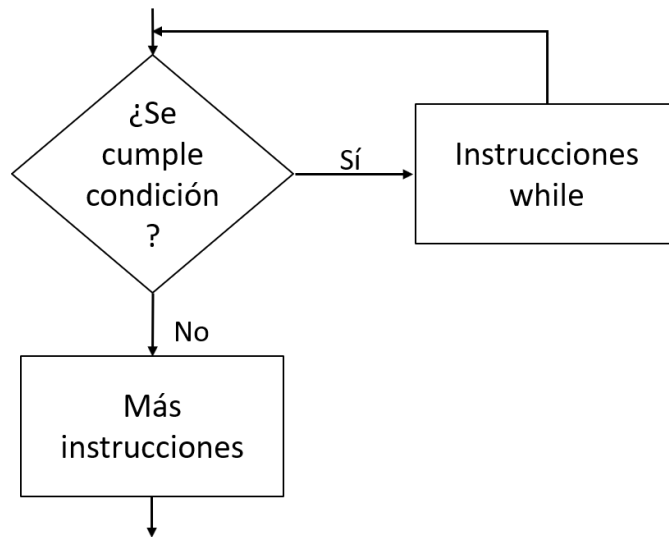 ¿Se
cumple
condición
?
Sí
Instrucciones
while
No
Más
instrucciones